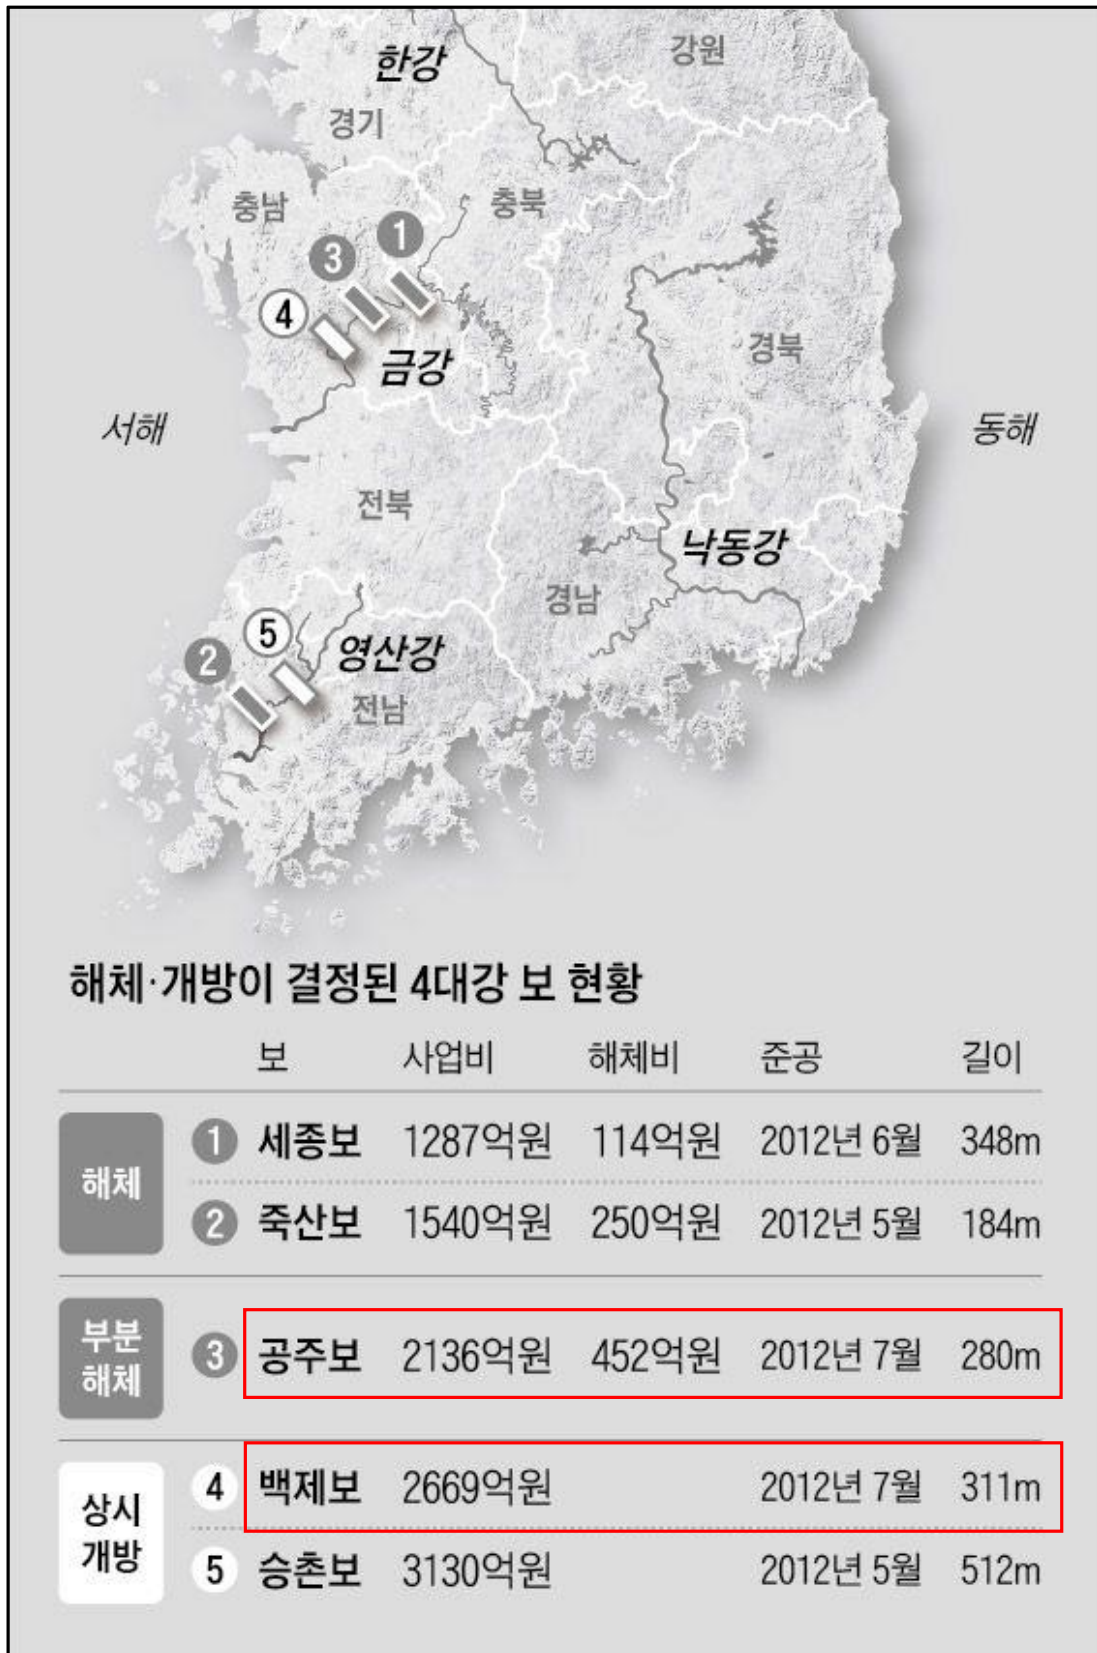 한강
강원
경기
충남
충북
1
3
4
금강
경북
서해
동해
전북
낙동강
경남
5
영산강
2
전남
해체·개방이 결정된 4대강 보 현황
보 사업비 해체비 준공 길이
해체
1 세종보 1287억원 114억원 2012년 6월 348m
2 죽산보 1540억원 250억원 2012년 5월 184m
부분
해체
3 공주보 2136억원 452억원 2012년 7월 280m
상시
개방
4 백제보 2669억원 2012년 7월 311m
5 승촌보 3130억원 2012년 5월 512m